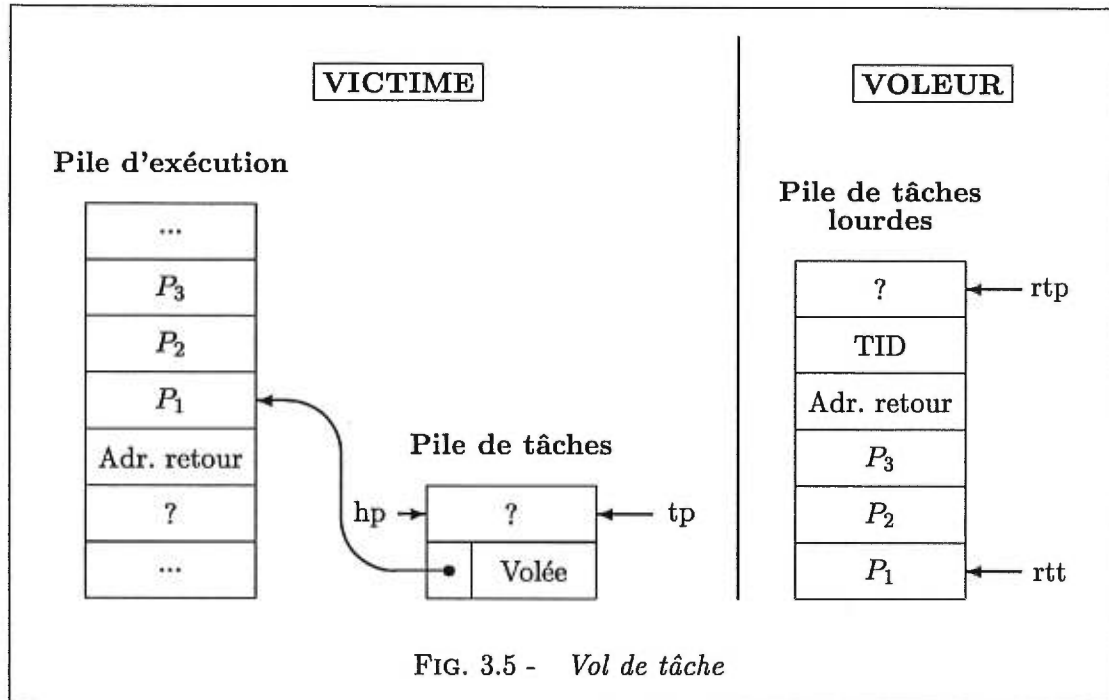 VICTIME
Pile d'exécution
...
P3
P2
P1
Adr. retour
?
...
Pile de tâches
hp
?
tp
Volée
VOLEUR
Pile de tâches
lourdes
?
rtp
TID
Adr. retour
P3
P2
P1
rtt
FIG. 3.5 - Vol de tâche